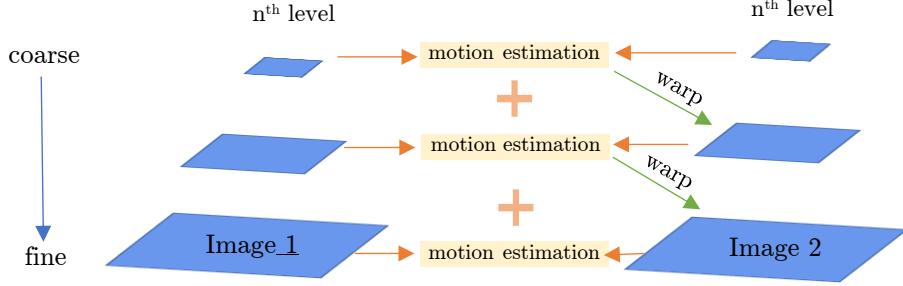 nᵗʰ level
nᵗʰ level
coarse
motion estimation
warp
motion estimation
warp
Image 1
motion estimation
Image 2
fine